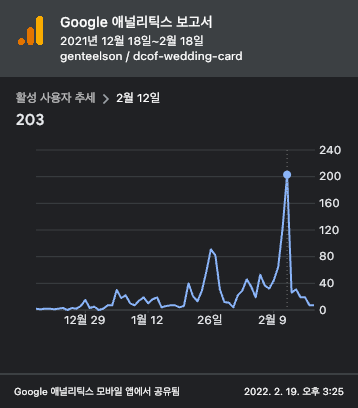 Google 애널리틱스 보고서
2021년 12월 18일~2월 18일
genteelson / dcof-wedding-card
활성 사용자 추세 > 2월 12일
203
240
200
160
120
80
40
0
12월 29 1월 12 26일 2월 9
Google 애널리틱스 모바일 앱에서 공유됨 2022. 2. 19. 오후 3:25